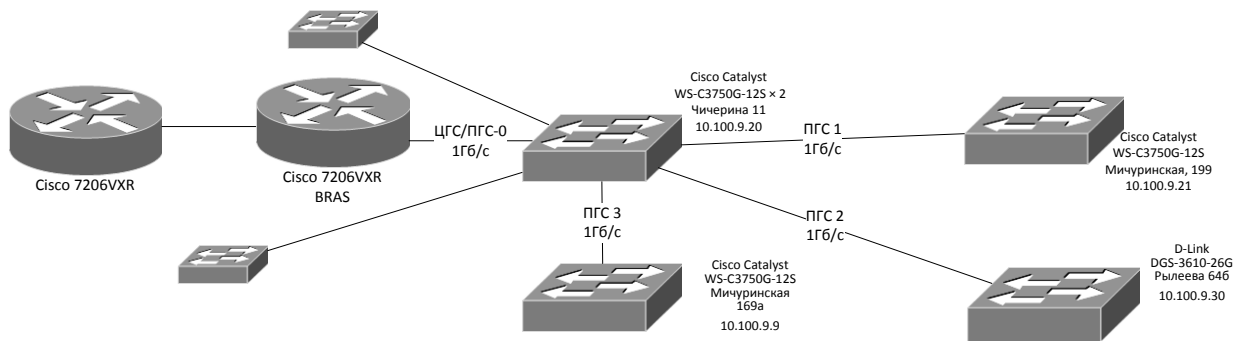 Cisco Catalyst
WS-C3750G-12S × 2
Чичерина 11
10.100.9.20
ЦГС/ПГС-0
1Гб/с
ПГС 1
1Гб/с
Cisco Catalyst
WS-C3750G-12S
Мичуринская, 199
10.100.9.21
Cisco 7206VXR
Cisco 7206VXR
BRAS
ПГС 3
1Гб/с
ПГС 2
1Гб/с
Cisco Catalyst
WS-C3750G-12S
Мичуринская
169а
10.100.9.9
D-Link
DGS-3610-26G
Рылеева 64б
10.100.9.30